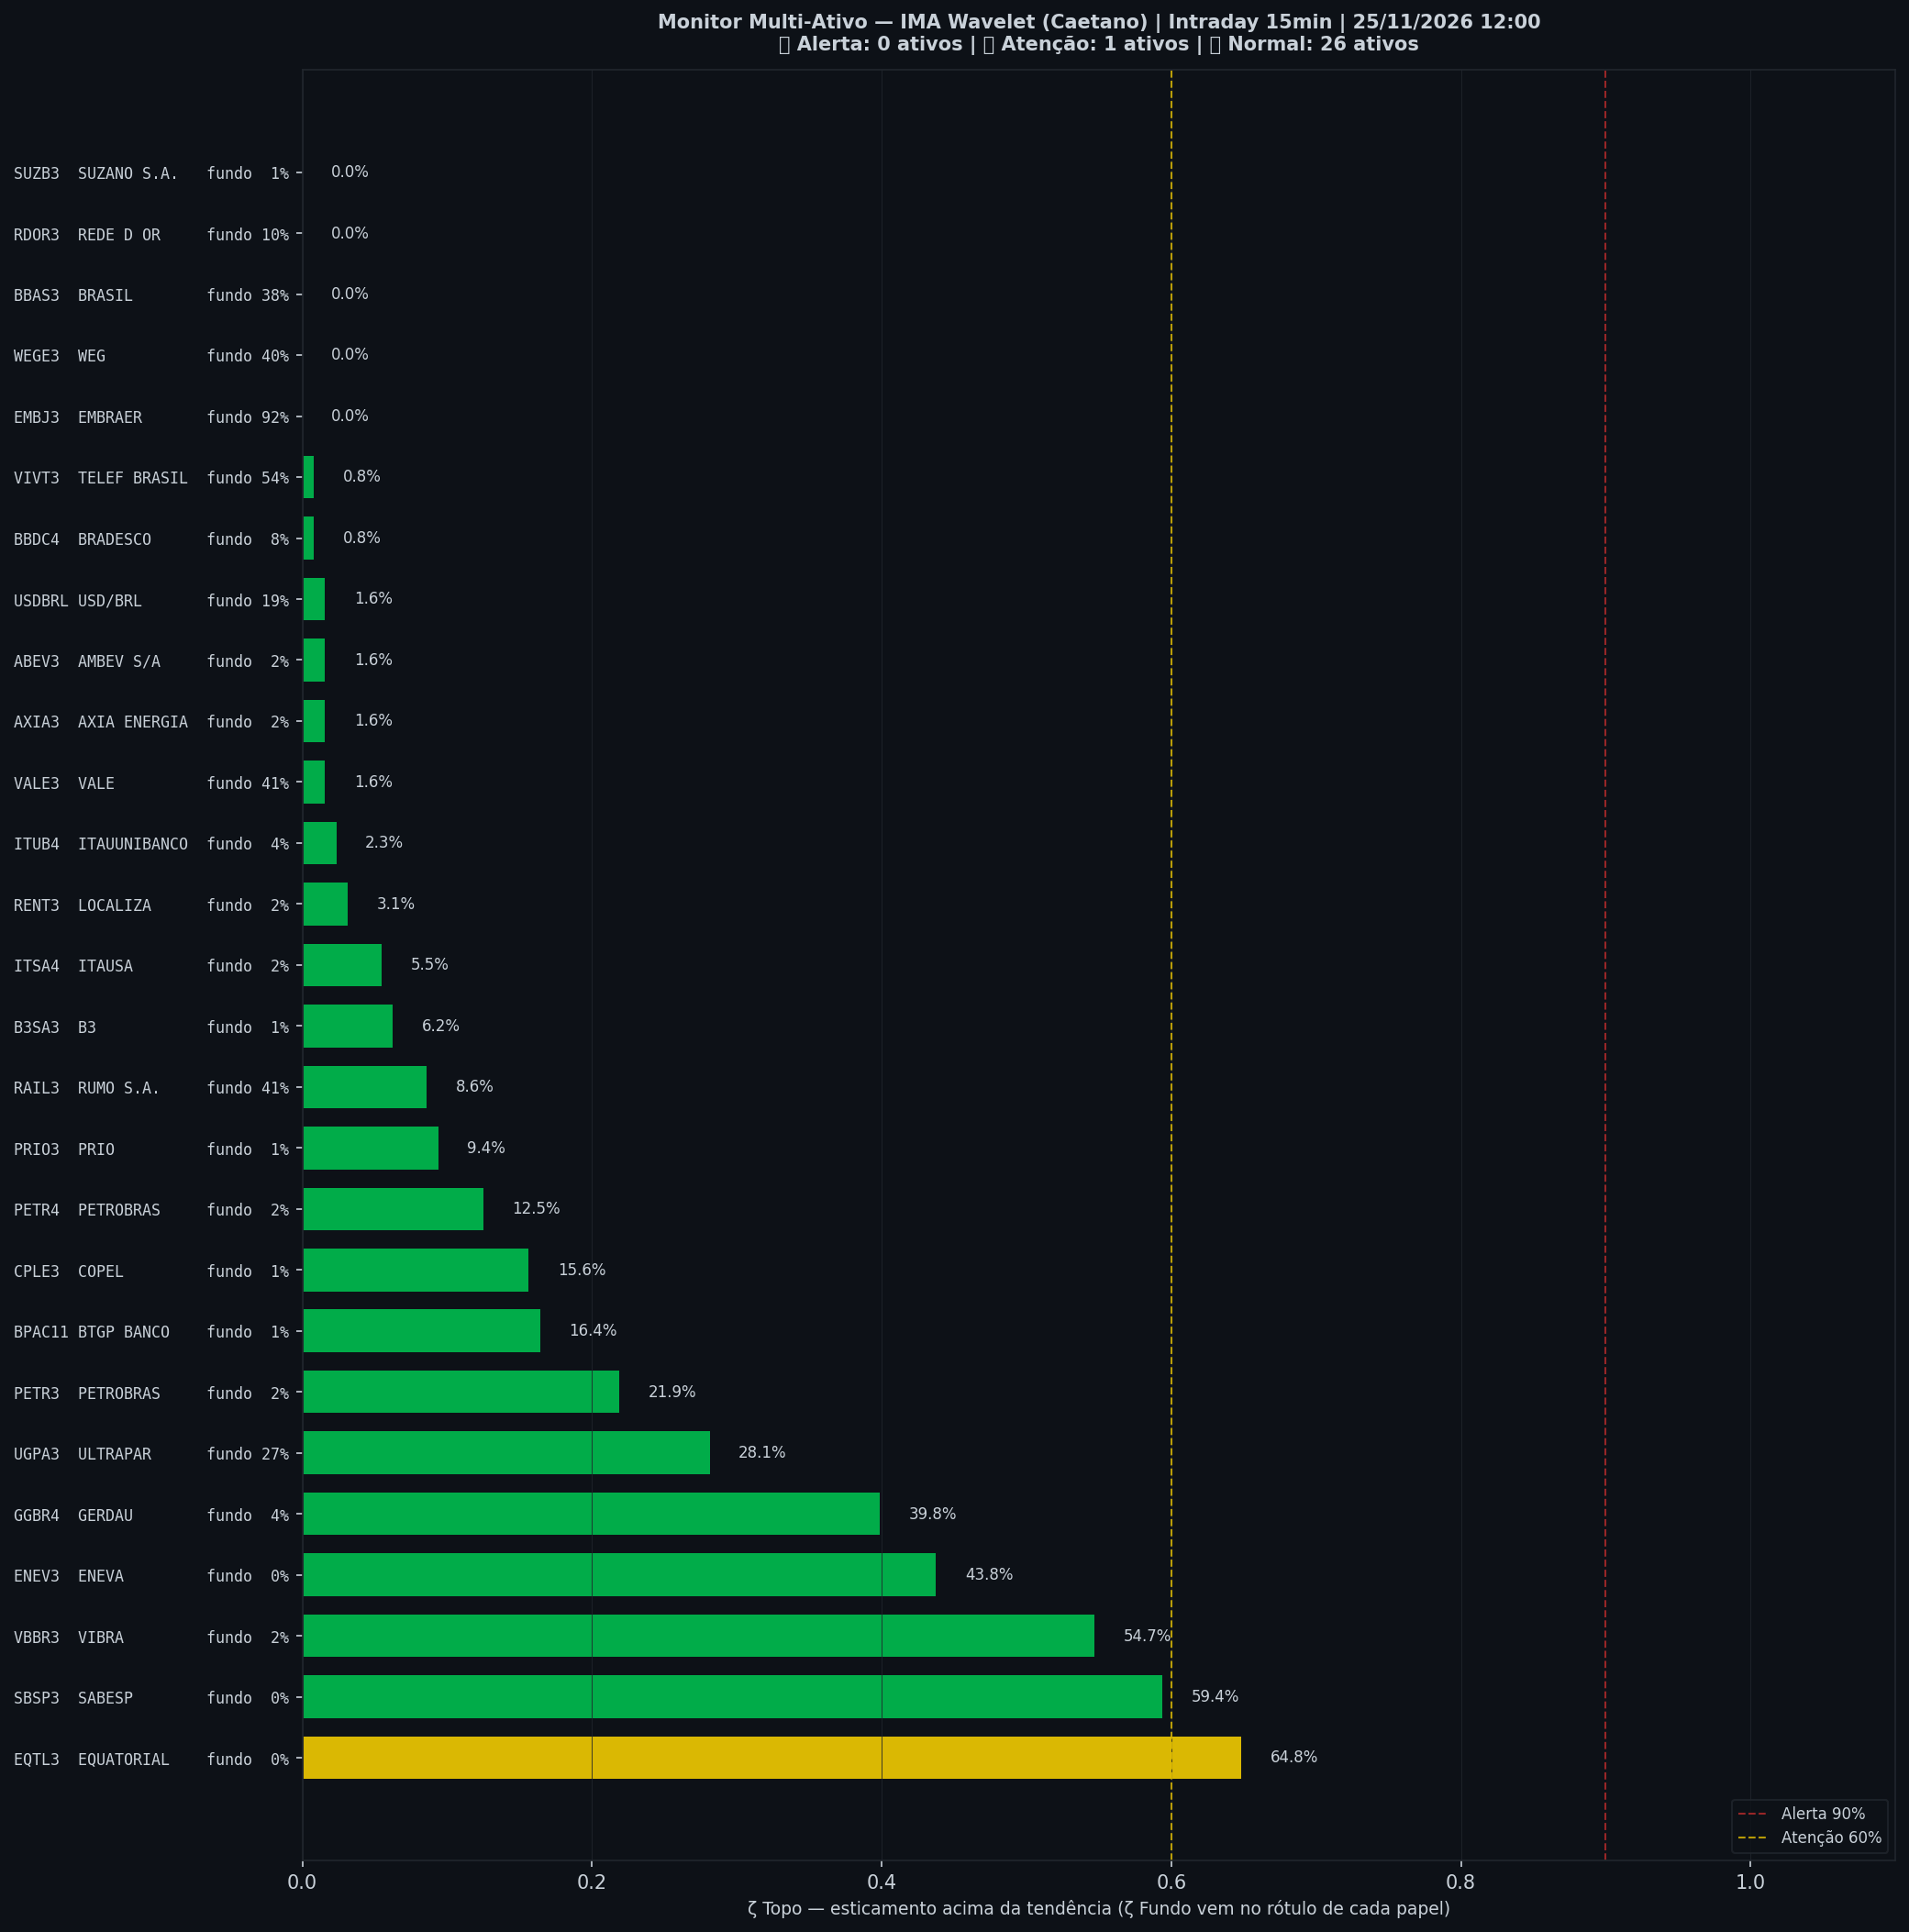 Monitor Multi-Ativo — IMA Wavelet (Caetano) | Intraday 15min | 25/11/2026 12:00
Alerta: 0 ativos | Atenção: 1 ativos | Normal: 26 ativos
SUZB3 SUZANO S.A. fundo 1% 0.0%
RDOR3 REDE D OR fundo 10% 0.0%
BBAS3 BRASIL fundo 38% 0.0%
WEGE3 WEG fundo 40% 0.0%
EMBJ3 EMBRAER fundo 92% 0.0%
VIVT3 TELEF BRASIL fundo 54% 0.8%
BBDC4 BRADESCO fundo 8% 0.8%
USDBRL USD/BRL fundo 19% 1.6%
ABEV3 AMBEV S/A fundo 2% 1.6%
AXIA3 AXIA ENERGIA fundo 2% 1.6%
VALE3 VALE fundo 41% 1.6%
ITUB4 ITAUUNIBANCO fundo 4% 2.3%
RENT3 LOCALIZA fundo 2% 3.1%
ITSA4 ITAUSA fundo 2% 5.5%
B3SA3 B3 fundo 1% 6.2%
RAIL3 RUMO S.A. fundo 41% 8.6%
PRIO3 PRIO fundo 1% 9.4%
PETR4 PETROBRAS fundo 2% 12.5%
CPLE3 COPEL fundo 1% 15.6%
BPAC11 BTGP BANCO fundo 1% 16.4%
PETR3 PETROBRAS fundo 2% 21.9%
UGPA3 ULTRAPAR fundo 27% 28.1%
GGBR4 GERDAU fundo 4% 39.8%
ENEV3 ENEVA fundo 0% 43.8%
VBBR3 VIBRA fundo 2% 54.7%
SBSP3 SABESP fundo 0% 59.4%
EQTL3 EQUATORIAL fundo 0% 64.8%
Alerta 90%
Atenção 60%
0.0 0.2 0.4 0.6 0.8 1.0
ζ Topo — esticamento acima da tendência (ζ Fundo vem no rótulo de cada papel)